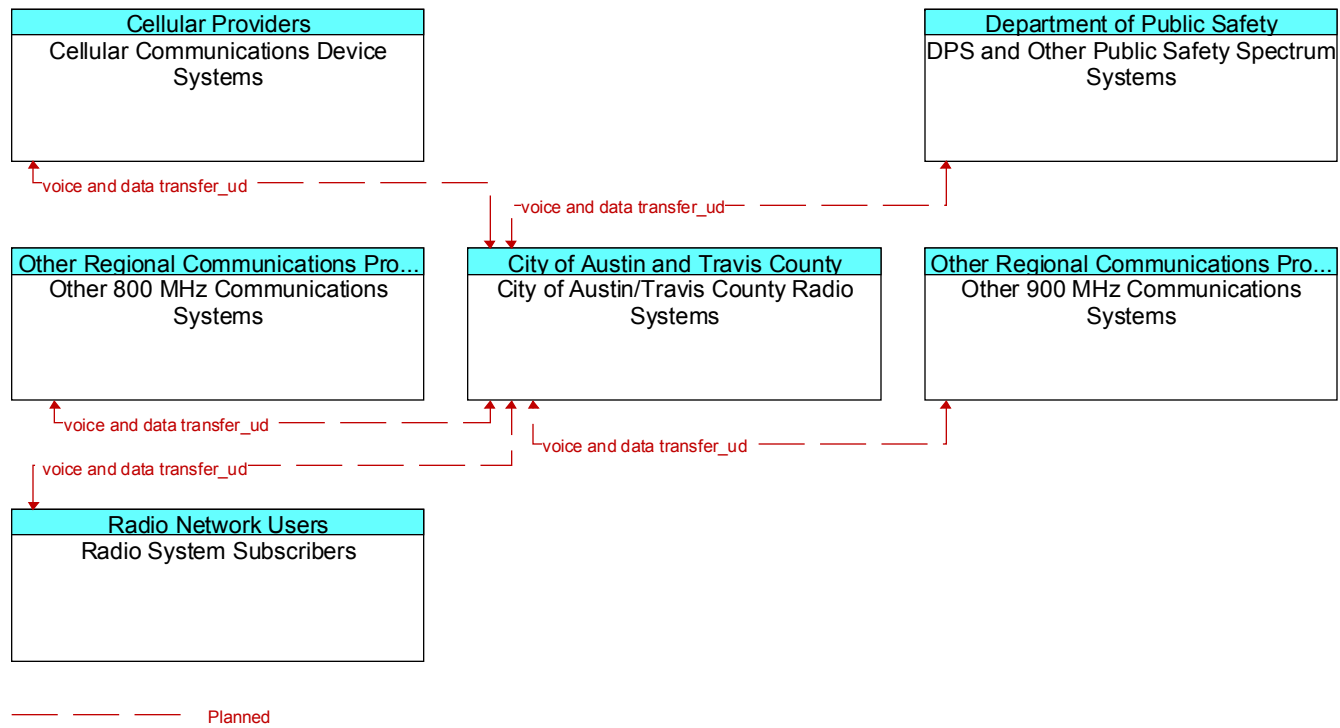 Cellular Providers
Cellular Communications Device
Systems
Department of Public Safety
DPS and Other Public Safety Spectrum
Systems
voice and data transfer_ud
voice and data transfer_ud
Other Regional Communications Pro...
Other 800 MHz Communications
Systems
City of Austin and Travis County
City of Austin/Travis County Radio
Systems
Other Regional Communications Pro...
Other 900 MHz Communications
Systems
voice and data transfer_ud
voice and data transfer_ud
voice and data transfer_ud
Radio Network Users
Radio System Subscribers
Planned